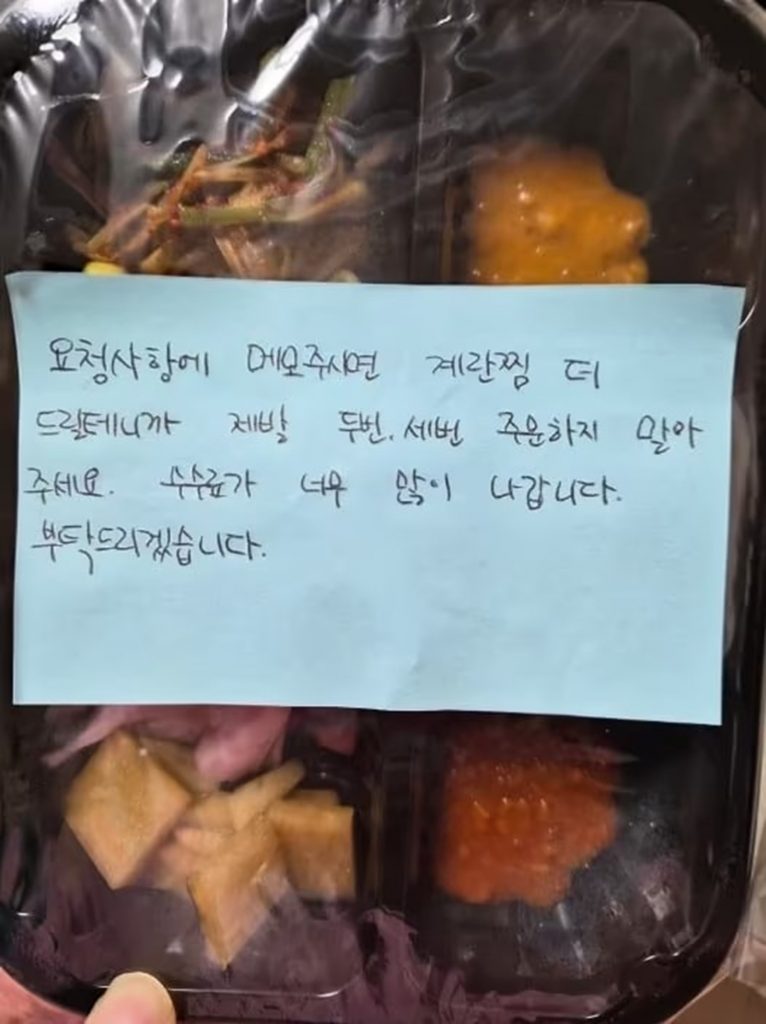 요청사항에 메모주시면 계란찜 더
드릴테니까 제발 두번, 세번 주문하지 말아
주세요. 수수료가 너무 많이 나갑니다.
부탁드리겠습니다.